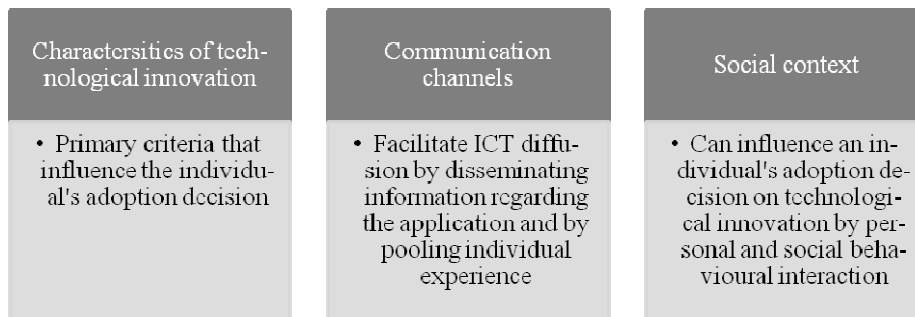 Charactersitics of tech-
nological innovation
• Primary criteria that
influence the individu-
al's adoption decision
Communication
channels
• Facilitate ICT diffu-
sion by disseminating
information regarding
the application and by
pooling individual
experience
Social context
• Can influence an in-
dividual's adoption de-
cision on technologi-
cal innovation by per-
sonal and social beha-
vioural interaction